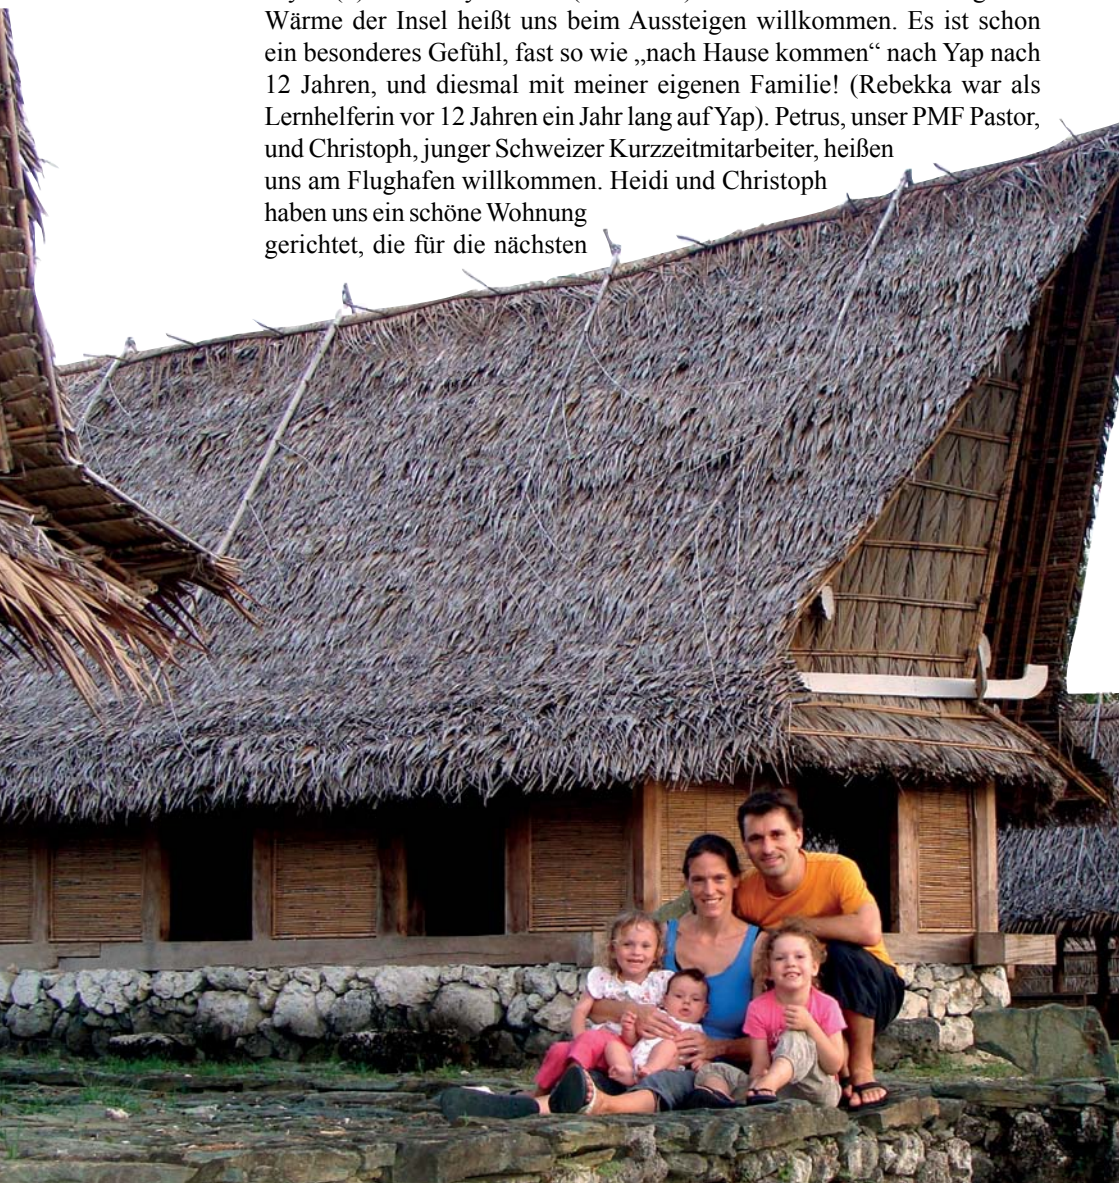 Wärme der Insel heißt uns beim Aussteigen willkommen. Es ist schon
ein besonderes Gefühl, fast so wie „nach Hause kommen“ nach Yap nach
12 Jahren, und diesmal mit meiner eigenen Familie! (Rebekka war als
Lernhelferin vor 12 Jahren ein Jahr lang auf Yap). Petrus, unser PMF Pastor,
und Christoph, junger Schweizer Kurzzeitmitarbeiter, heißen
uns am Flughafen willkommen. Heidi und Christoph
haben uns ein schöne Wohnung
gerichtet, die für die nächsten